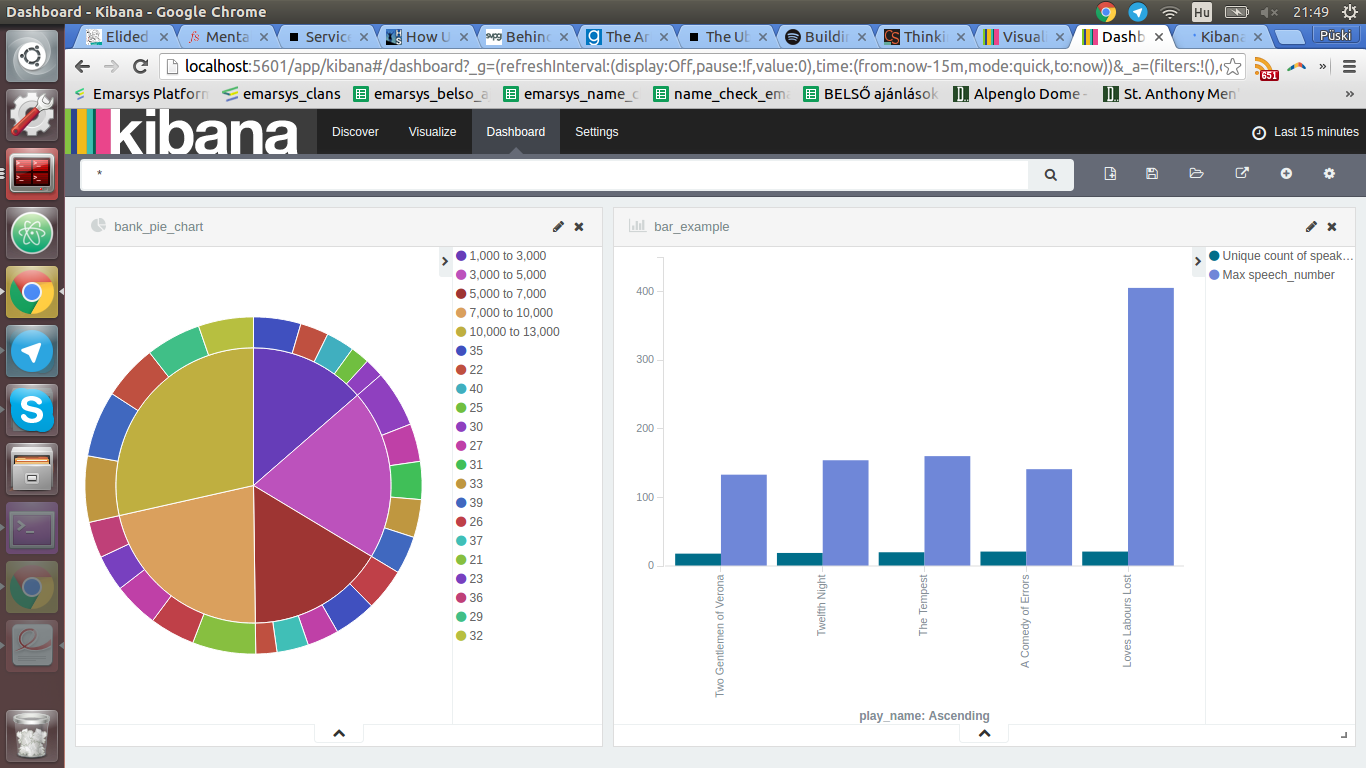 Dashboard - Kibana - Google Chrome
Hu
21:49
Elided
Menta
Service
How U
Behin
The Ar
The Ub
Buildin
Thinki
Visuali
Dashb
Kibana
Püski
localhost:5601/app/kibana#/dashboard?_g=(refreshInterval:(display:Off,pause:!f,value:0),time:(from:now-15m,mode:quick,to:now))&_a=(filters:!(),
651
Emarsys Platform
emarsys_clans
emarsys_belso_a
emarsys_name_c
name_check_ema
BELSŐ ajánlások
Alpenglo Dome -
St. Anthony Men'
»
kibana
Discover
Visualize
Dashboard
Settings
Last 15 minutes
*
bank_pie_chart
1,000 to 3,000
3,000 to 5,000
5,000 to 7,000
7,000 to 10,000
10,000 to 13,000
35
22
40
25
30
27
31
33
39
26
37
21
23
36
29
32
bar_example
Unique count of speak…
Max speech_number
400
300
200
100
0
Two Gentlemen of Verona
Twelfth Night
The Tempest
A Comedy of Errors
Loves Labours Lost
play_name: Ascending